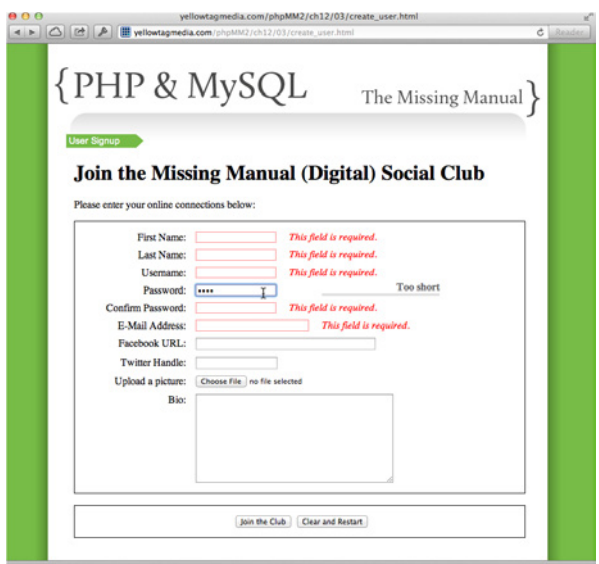 yellowtagmedia.com/phpMM2/ch12/03/create_user.html
yellowtagmedia.com/phpMM2/ch12/03/create_user.html Reader
{PHP & MySQL The Missing Manual}
User Signup
Join the Missing Manual (Digital) Social Club
Please enter your online connections below:
First Name: This field is required.
Last Name: This field is required.
Username: This field is required.
Password: •••• Too short
Confirm Password: This field is required.
E-Mail Address: This field is required.
Facebook URL:
Twitter Handle:
Upload a picture: Choose File no file selected
Bio:
Join the Club Clear and Restart